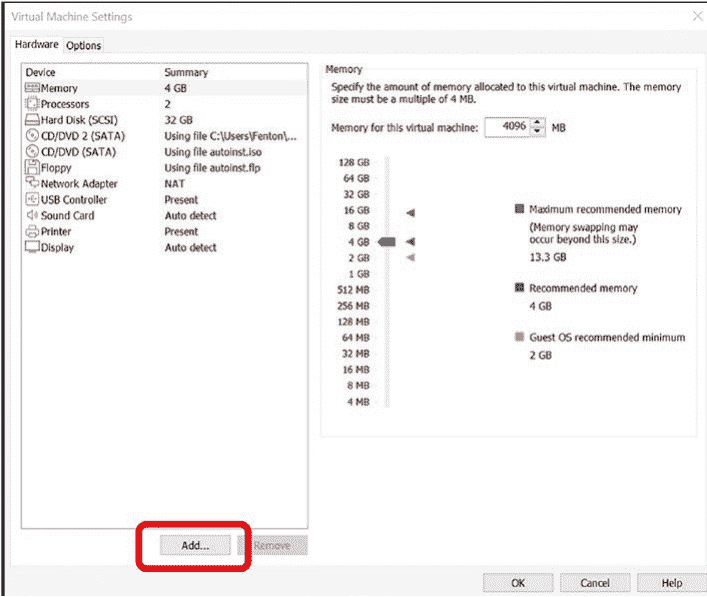 Virtual Machine Settings
Hardware Options
Device Summary
Memory 4 GB
Processors 2
Hard Disk (SCSI) 32 GB
CD/DVD 2 (SATA) Using file C:\Users\Fenton\...
CD/DVD (SATA) Using file autoinst.iso
Floppy Using file autoinst.flp
Network Adapter NAT
USB Controller Present
Sound Card Auto detect
Printer Present
Display Auto detect
Add... Remove
Memory
Specify the amount of memory allocated to this virtual machine. The memory
size must be a multiple of 4 MB.
Memory for this virtual machine: 4096 MB
128 GB
64 GB
32 GB
16 GB
8 GB
4 GB
2 GB
1 GB
512 MB
256 MB
128 MB
64 MB
32 MB
16 MB
8 MB
4 MB
Maximum recommended memory
(Memory swapping may
occur beyond this size.)
13.3 GB
Recommended memory
4 GB
Guest OS recommended minimum
2 GB
OK Cancel Help